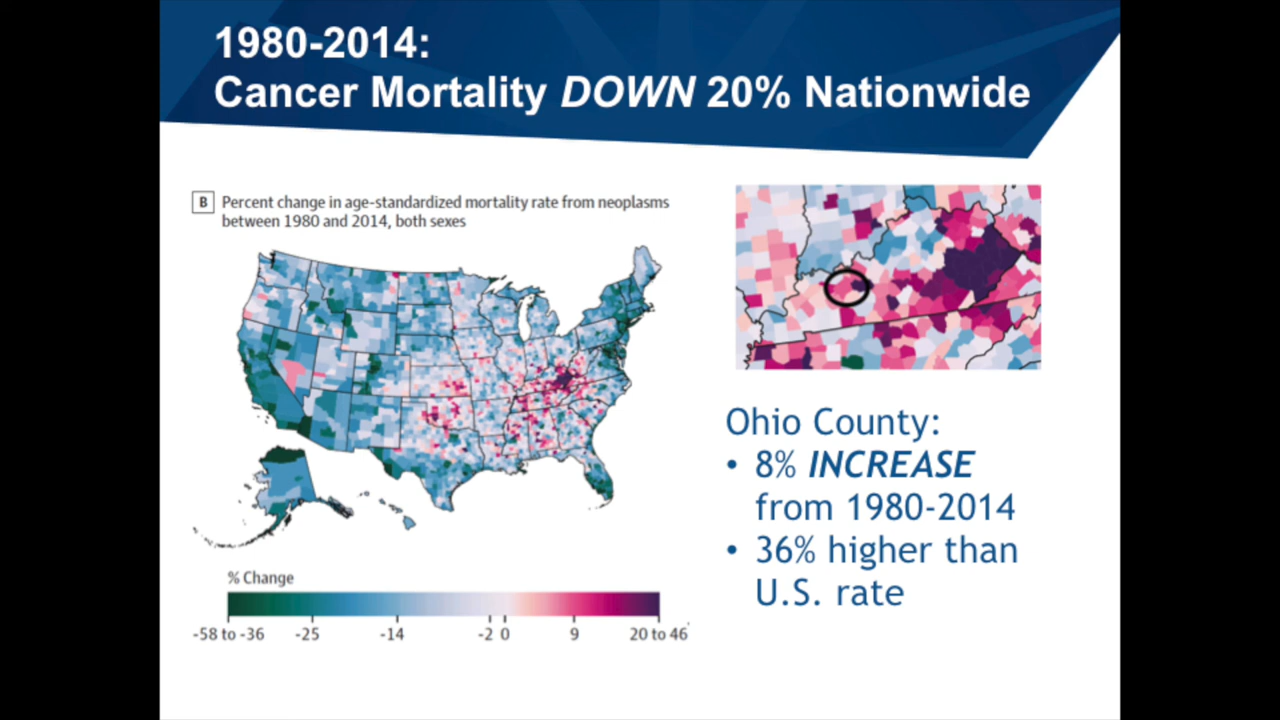 1980-2014:
Cancer Mortality DOWN 20% Nationwide
B Percent change in age-standardized mortality rate from neoplasms
between 1980 and 2014, both sexes
Ohio County:
• 8% INCREASE
from 1980-2014
• 36% higher than
U.S. rate
% Change
-58 to -36 -25 -14 -2 0 9 20 to 46